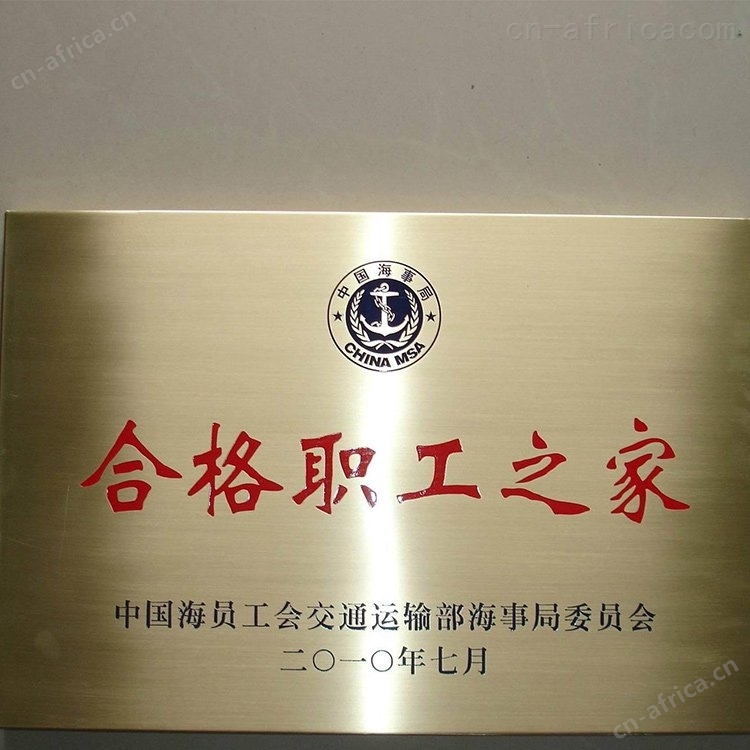 cn-africa.cn
cn-africacom
中国海事局
CHINA MSA
合格职工之家
中国海员工会交通运输部海事局委员会
二〇一〇年七月
cn-africa.cn